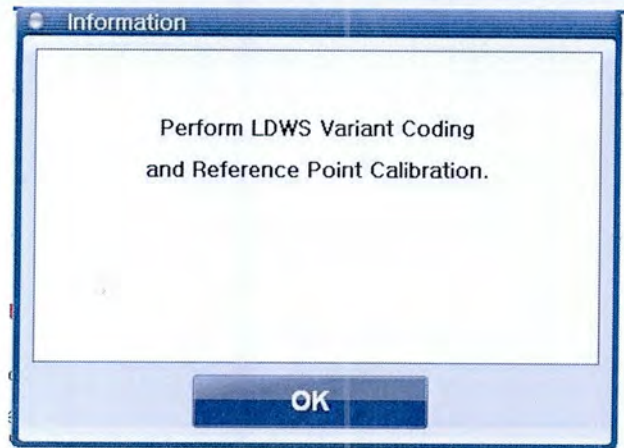 Information
Perform LDWS Variant Coding
and Reference Point Calibration.
OK